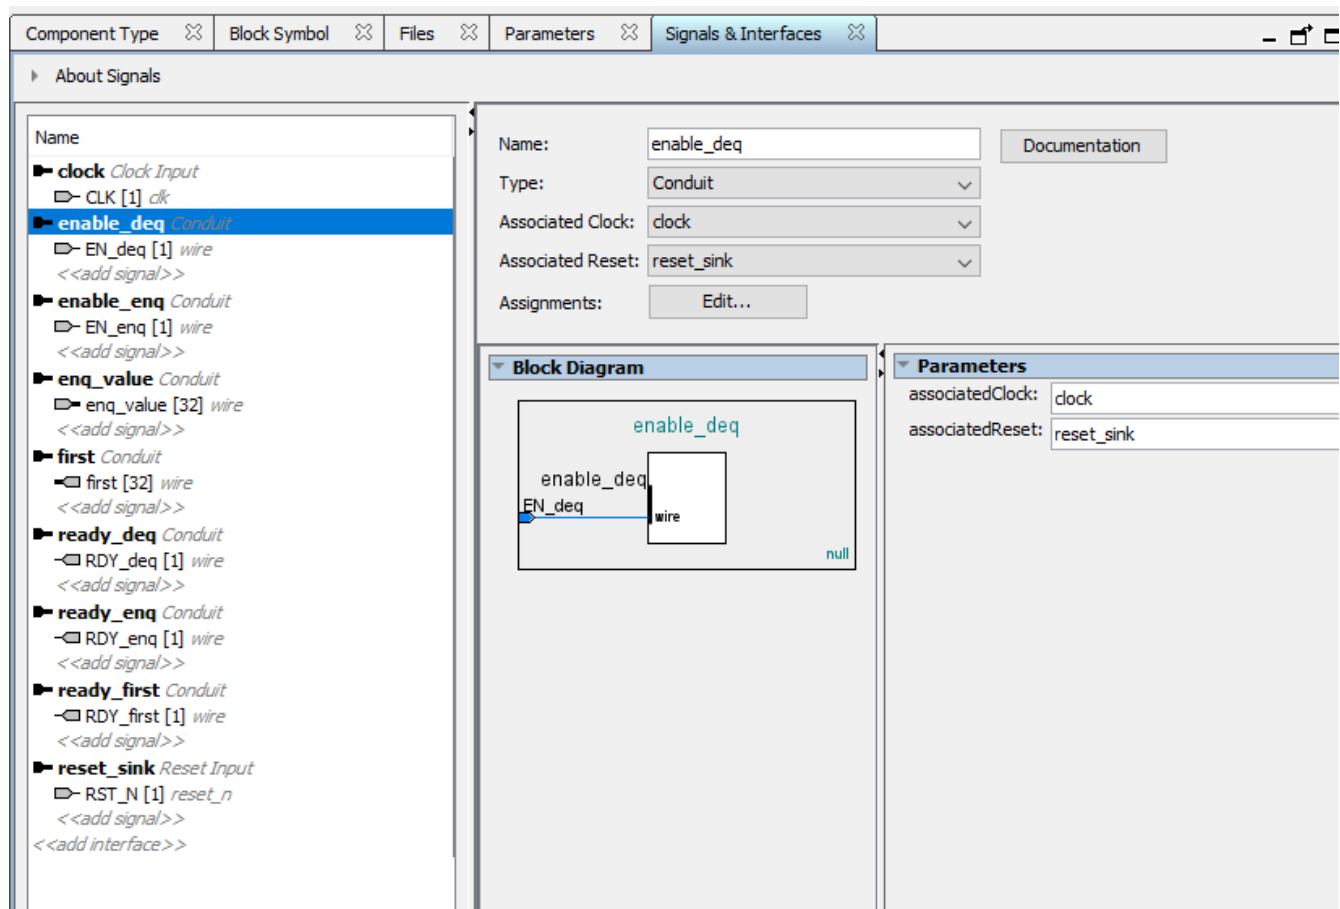 Component Type
Block Symbol
Files
Parameters
Signals & Interfaces
About Signals
Name
clock Clock Input
CLK [1] clk
enable_deq Conduit
EN_deq [1] wire
<<add signal>>
enable_enq Conduit
EN_enq [1] wire
<<add signal>>
enq_value Conduit
enq_value [32] wire
<<add signal>>
first Conduit
first [32] wire
<<add signal>>
ready_deq Conduit
RDY_deq [1] wire
<<add signal>>
ready_enq Conduit
RDY_enq [1] wire
<<add signal>>
ready_first Conduit
RDY_first [1] wire
<<add signal>>
reset_sink Reset Input
RST_N [1] reset_n
<<add signal>>
<<add interface>>
Name: enable_deq
Documentation
Type: Conduit
Associated Clock: clock
Associated Reset: reset_sink
Assignments: Edit...
Block Diagram
enable_deq
enable_deq
EN_deq
wire
null
Parameters
associatedClock: clock
associatedReset: reset_sink